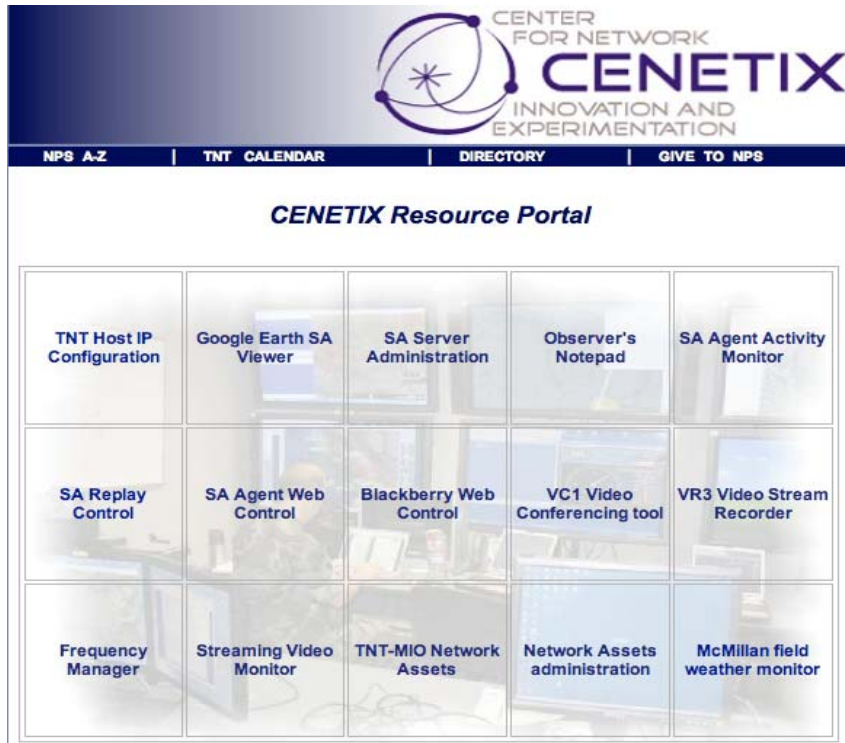 CENTER
FOR NETWORK
CENETIX
INNOVATION AND
EXPERIMENTATION
NPS A-Z | TNT CALENDAR | DIRECTORY | GIVE TO NPS
CENETIX Resource Portal
TNT Host IP
Configuration
Google Earth SA
Viewer
SA Server
Administration
Observer's
Notepad
SA Agent Activity
Monitor
SA Replay
Control
SA Agent Web
Control
Blackberry Web
Control
VC1 Video
Conferencing tool
VR3 Video Stream
Recorder
Frequency
Manager
Streaming Video
Monitor
TNT-MIO Network
Assets
Network Assets
administration
McMillan field
weather monitor